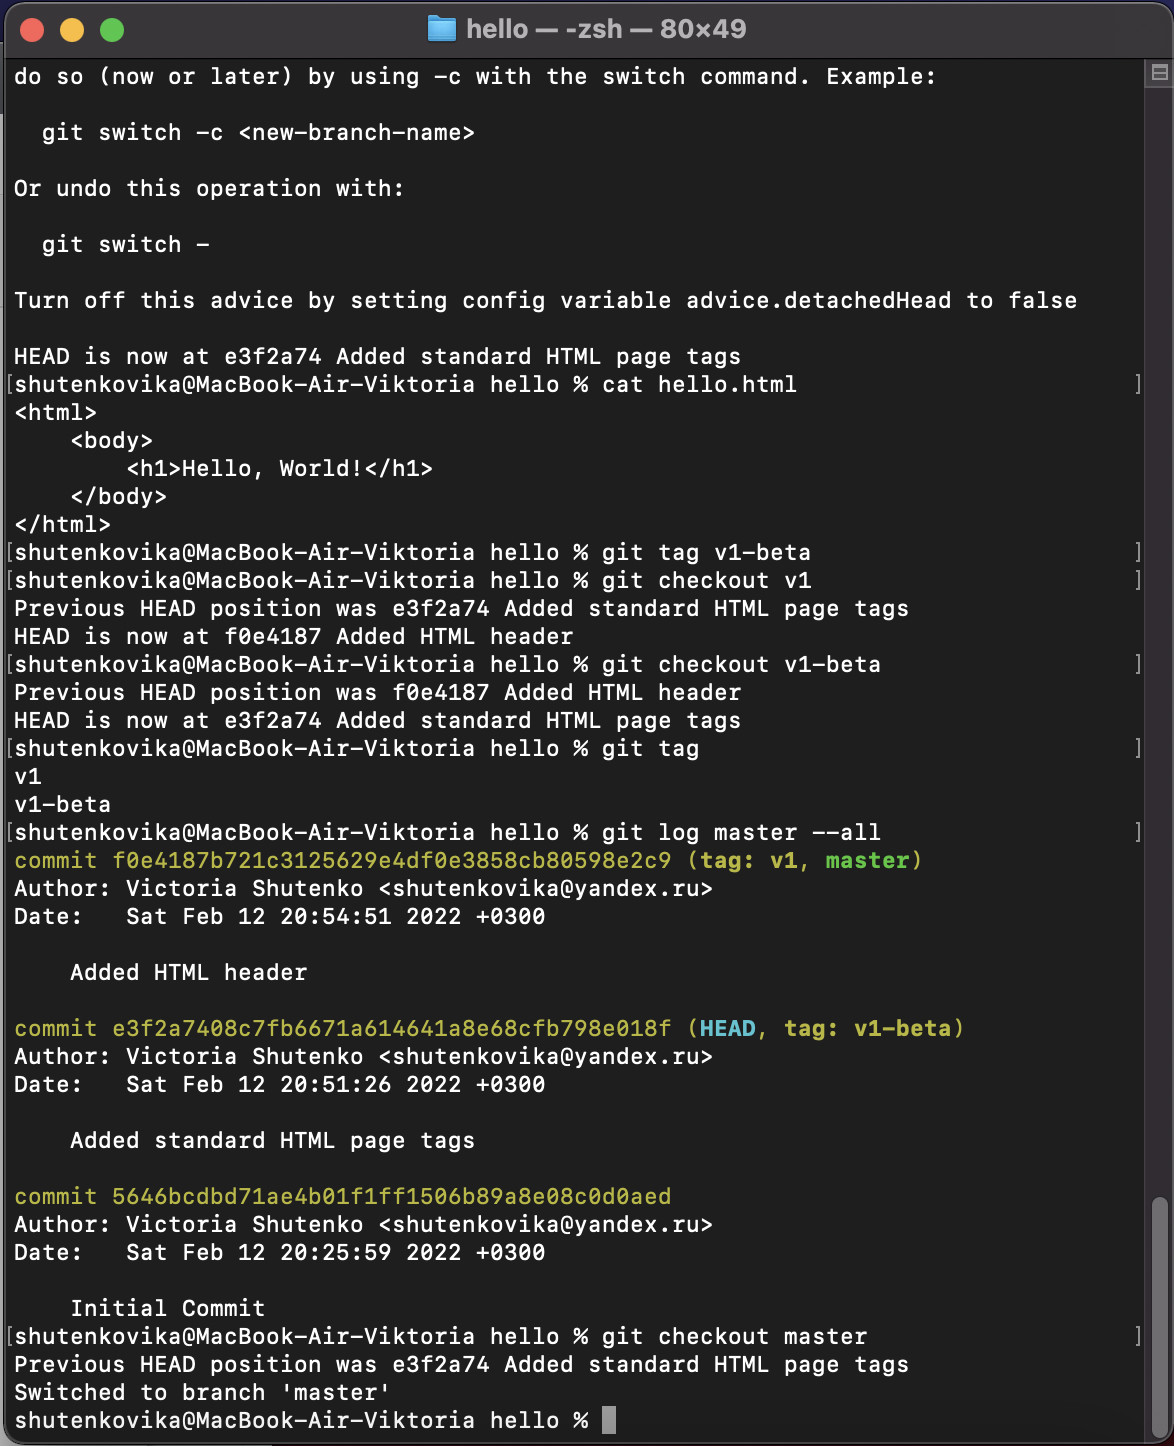 hello — -zsh — 80×49
do so (now or later) by using -c with the switch command. Example:
  git switch -c <new-branch-name>
Or undo this operation with:
  git switch -
Turn off this advice by setting config variable advice.detachedHead to false
HEAD is now at e3f2a74 Added standard HTML page tags
[shutenkovika@MacBook-Air-Viktoria hello % cat hello.html ]
<html>
    <body>
        <h1>Hello, World!</h1>
    </body>
</html>
[shutenkovika@MacBook-Air-Viktoria hello % git tag v1-beta ]
[shutenkovika@MacBook-Air-Viktoria hello % git checkout v1 ]
Previous HEAD position was e3f2a74 Added standard HTML page tags
HEAD is now at f0e4187 Added HTML header
[shutenkovika@MacBook-Air-Viktoria hello % git checkout v1-beta ]
Previous HEAD position was f0e4187 Added HTML header
HEAD is now at e3f2a74 Added standard HTML page tags
[shutenkovika@MacBook-Air-Viktoria hello % git tag ]
v1
v1-beta
[shutenkovika@MacBook-Air-Viktoria hello % git log master --all ]
commit f0e4187b721c3125629e4df0e3858cb80598e2c9 (tag: v1, master)
Author: Victoria Shutenko <shutenkovika@yandex.ru>
Date:   Sat Feb 12 20:54:51 2022 +0300
    Added HTML header
commit e3f2a7408c7fb6671a614641a8e68cfb798e018f (HEAD, tag: v1-beta)
Author: Victoria Shutenko <shutenkovika@yandex.ru>
Date:   Sat Feb 12 20:51:26 2022 +0300
    Added standard HTML page tags
commit 5646bcdbd71ae4b01f1ff1506b89a8e08c0d0aed
Author: Victoria Shutenko <shutenkovika@yandex.ru>
Date:   Sat Feb 12 20:25:59 2022 +0300
    Initial Commit
[shutenkovika@MacBook-Air-Viktoria hello % git checkout master ]
Previous HEAD position was e3f2a74 Added standard HTML page tags
Switched to branch 'master'
shutenkovika@MacBook-Air-Viktoria hello %